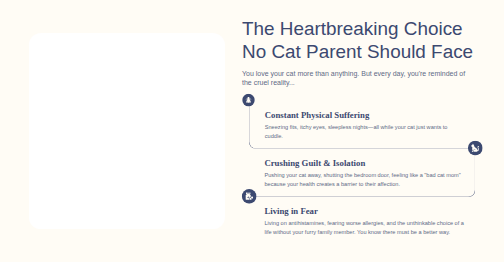 The Heartbreaking Choice
No Cat Parent Should Face
You love your cat more than anything. But every day, you're reminded of
the cruel reality...
Constant Physical Suffering
Sneezing fits, itchy eyes, sleepless nights—all while your cat just wants to
cuddle.
Crushing Guilt & Isolation
Pushing your cat away, shutting the bedroom door, feeling like a "bad cat mom"
because your health creates a barrier to their affection.
Living in Fear
Living on antihistamines, fearing worse allergies, and the unthinkable choice of a
life without your furry family member. You know there must be a better way.